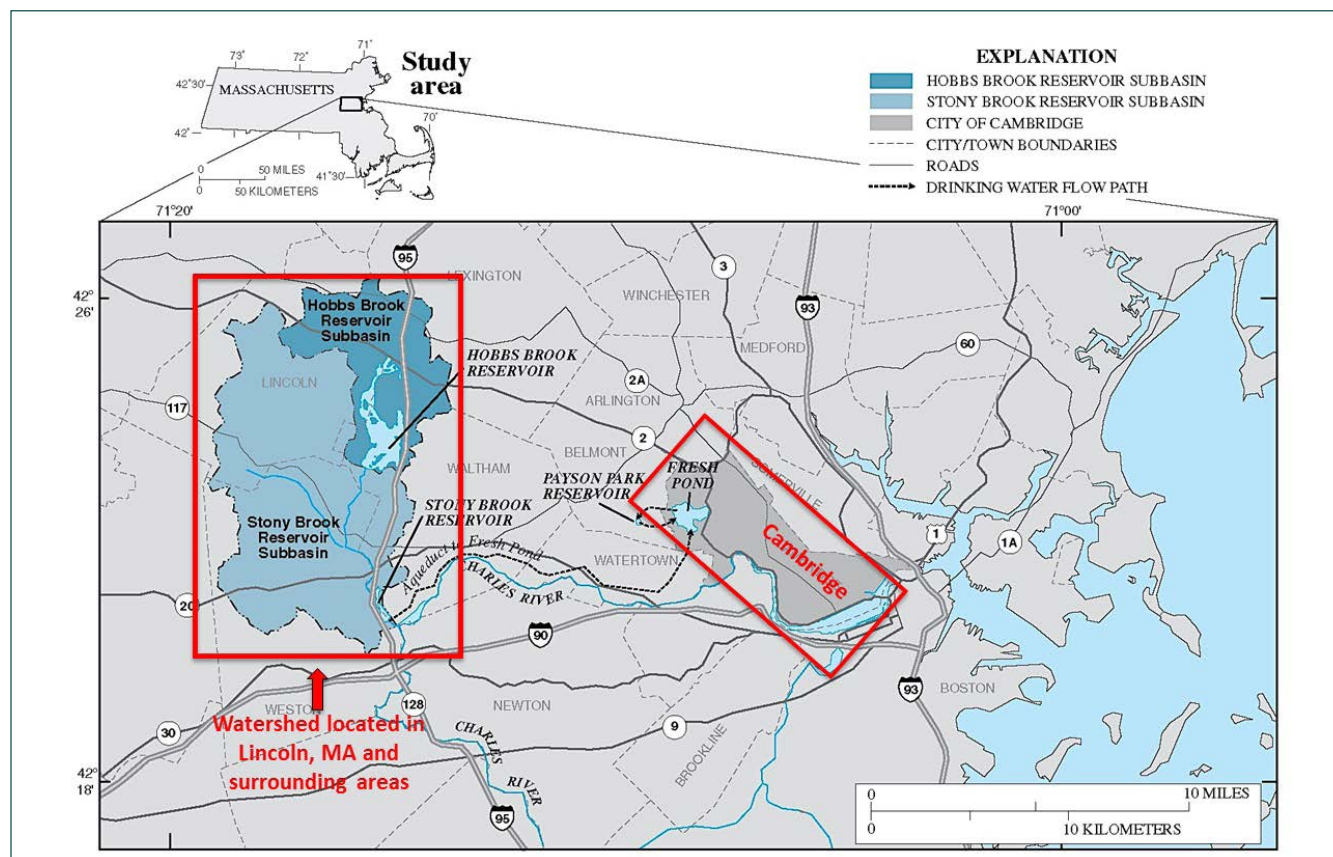 73°
72°
71°
Study
area
42°30'
MASSACHUSETTS
42°
70°
0
50 MILES
0
50 KILOMETERS
41°30'
EXPLANATION
HOBBS BROOK RESERVOIR SUBBASIN
STONY BROOK RESERVOIR SUBBASIN
CITY OF CAMBRIDGE
CITY/TOWN BOUNDARIES
ROADS
DRINKING WATER FLOW PATH
71°20'
71°00'
42°
26'
95
LEXINGTON
3
WINCHESTER
93
MEDFORD
60
Hobbs Brook
Reservoir
Subbasin
HOBBS BROOK
RESERVOIR
LINCOLN
2A
ARLINGTON
117
2
BELMONT
WALTHAM
PAYSON PARK
RESERVOIR
FRESH
POND
SOMERVILLE
STONY BROOK
RESERVOIR
Stony Brook
Reservoir
Subbasin
Aqueduct to Fresh Pond
WATERTOWN
CHARLES RIVER
Cambridge
1
1A
20
90
WESTON
128
NEWTON
93
BOSTON
30
9
Watershed located in
Lincoln, MA and
surrounding areas
CHARLES
RIVER
BROOKLINE
42°
18'
95
0
10 MILES
0
10 KILOMETERS